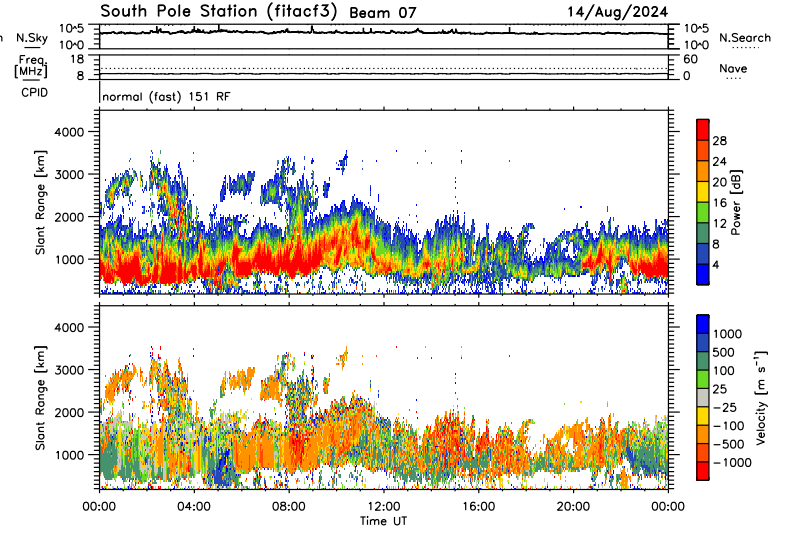 South Pole Station (fitacf3) Beam 07 14/Aug/2024
N.Sky 10^5 10^0 10^5 10^0 N.Search
Freq. [MHz] 18 8 60 0 Nave
CPID normal (fast) 151 RF
Slant Range [km]
4000
3000
2000
1000
28
24
20
16
12
8
4
Power [dB]
Slant Range [km]
4000
3000
2000
1000
1000
500
100
25
-25
-100
-500
-1000
Velocity [m s⁻¹]
00:00 04:00 08:00 12:00 16:00 20:00 00:00
Time UT